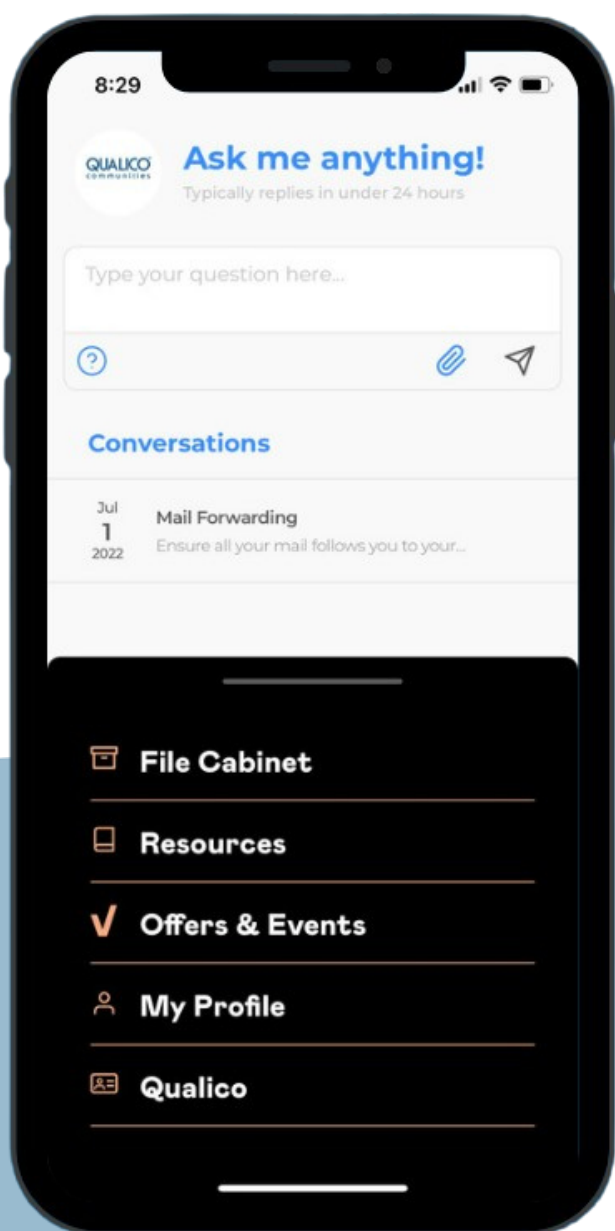 8:29
QUALICO
communities
Ask me anything!
Typically replies in under 24 hours
Type your question here...
?
Conversations
Jul
1
2022
Mail Forwarding
Ensure all your mail follows you to your...
File Cabinet
Resources
Offers & Events
My Profile
Qualico